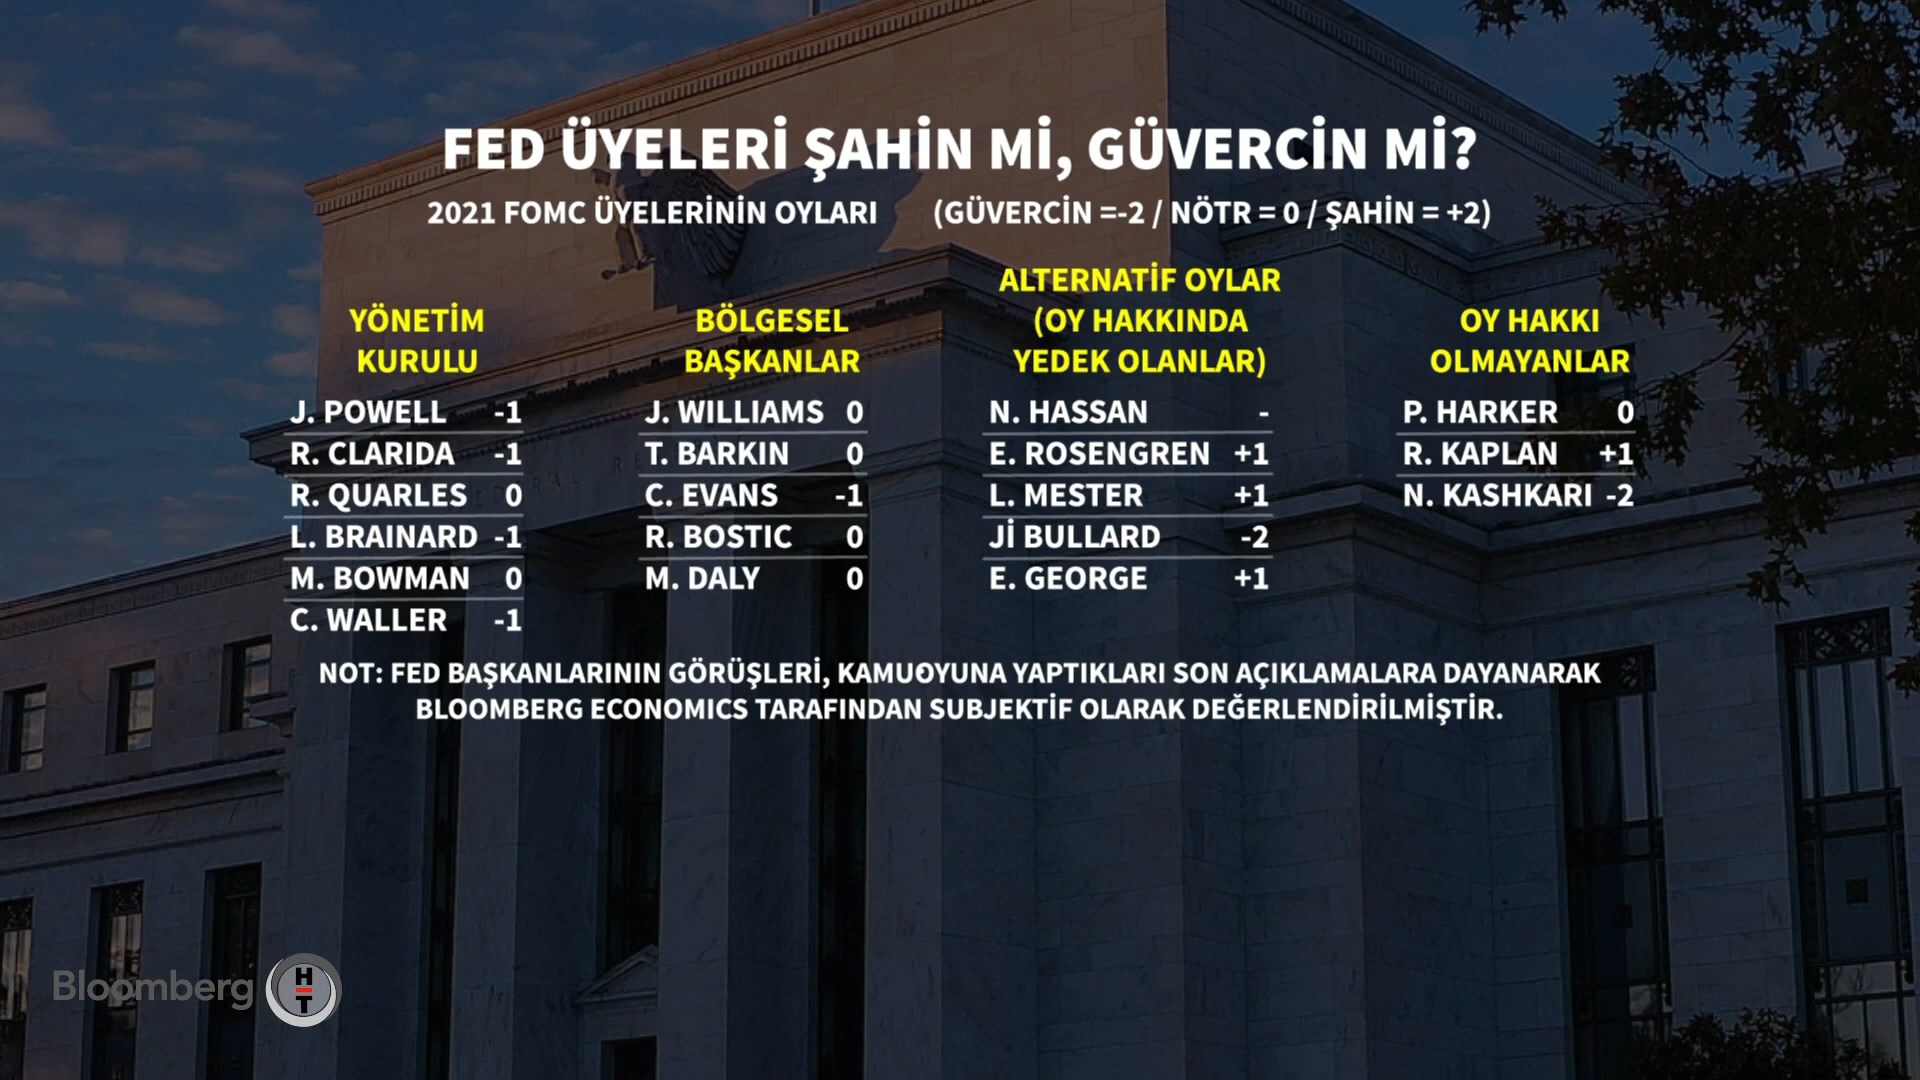 FED ÜYELERİ ŞAHİN Mİ, GÜVERCİN Mİ?
2021 FOMC ÜYELERİNİN OYLARI (GÜVERCİN =-2 / NÖTR = 0 / ŞAHİN = +2)
YÖNETİM
KURULU
J. POWELL -1
R. CLARIDA -1
R. QUARLES 0
L. BRAINARD -1
M. BOWMAN 0
C. WALLER -1
BÖLGESEL
BAŞKANLAR
J. WILLIAMS 0
T. BARKIN 0
C. EVANS -1
R. BOSTIC 0
M. DALY 0
ALTERNATİF OYLAR
(OY HAKKINDA
YEDEK OLANLAR)
N. HASSAN -
E. ROSENGREN +1
L. MESTER +1
Jİ BULLARD -2
E. GEORGE +1
OY HAKKI
OLMAYANLAR
P. HARKER 0
R. KAPLAN +1
N. KASHKARI -2
NOT: FED BAŞKANLARININ GÖRÜŞLERİ, KAMUOYUNA YAPTIKLARI SON AÇIKLAMALARA DAYANARAK
BLOOMBERG ECONOMICS TARAFINDAN SUBJEKTİF OLARAK DEĞERLENDİRİLMİŞTİR.
Bloomberg HT